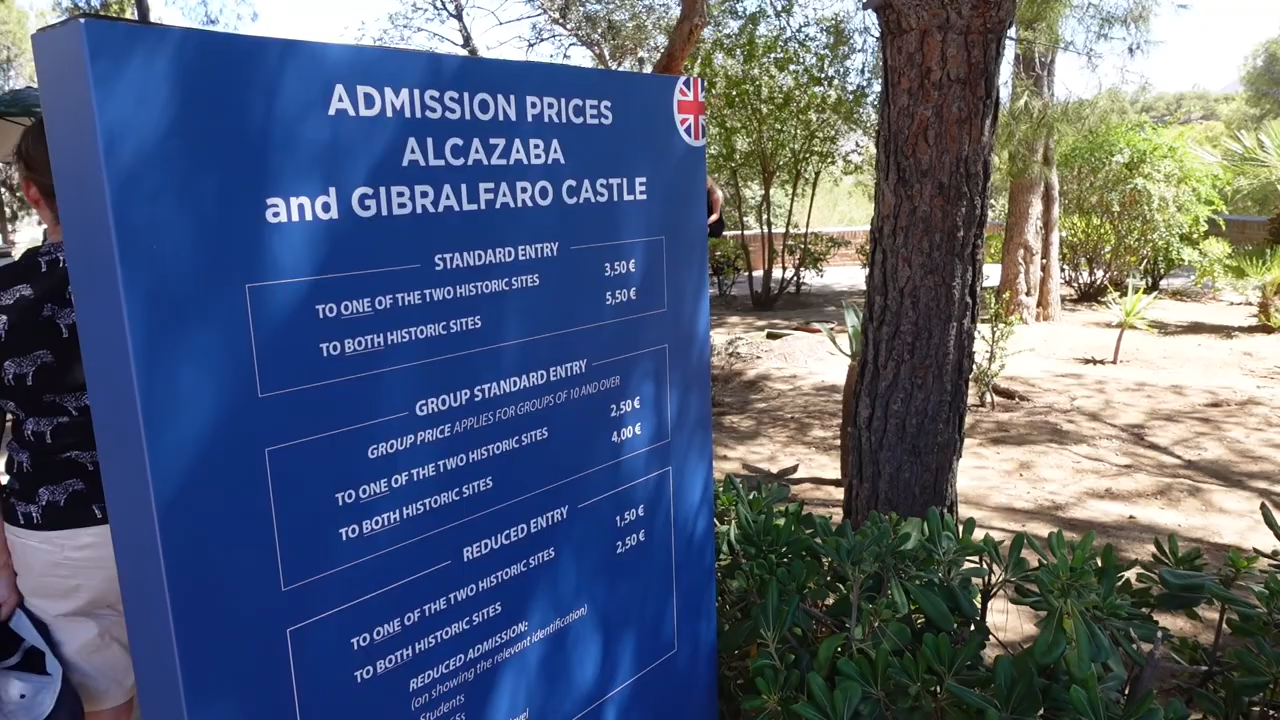 ADMISSION PRICES
ALCAZABA
and GIBRALFARO CASTLE
STANDARD ENTRY
TO ONE OF THE TWO HISTORIC SITES 3,50 €
TO BOTH HISTORIC SITES 5,50 €
GROUP STANDARD ENTRY
GROUP PRICE APPLIES FOR GROUPS OF 10 AND OVER
TO ONE OF THE TWO HISTORIC SITES 2,50 €
TO BOTH HISTORIC SITES 4,00 €
REDUCED ENTRY
TO ONE OF THE TWO HISTORIC SITES 1,50 €
TO BOTH HISTORIC SITES 2,50 €
REDUCED ADMISSION:
(on showing the relevant identification)
Students